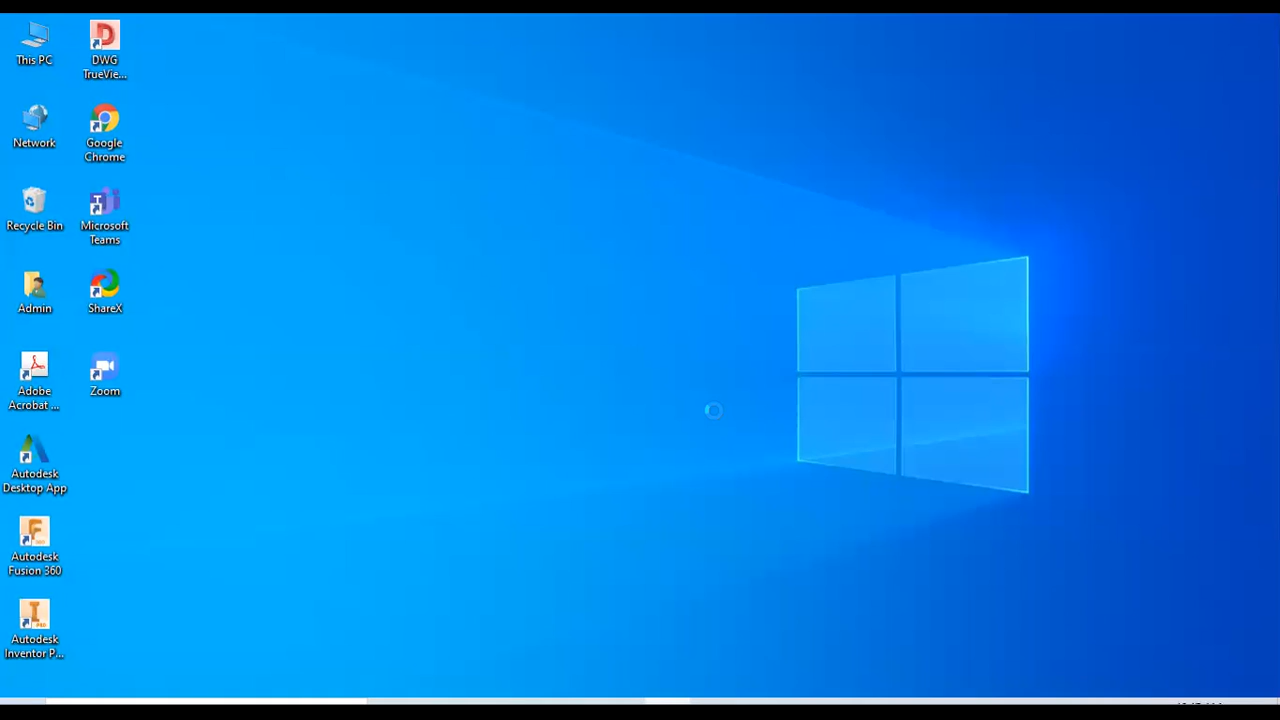 This PC
DWG
TrueVie...
Network
Google
Chrome
Recycle Bin
Microsoft
Teams
Admin
ShareX
Adobe
Acrobat ...
Zoom
Autodesk
Desktop App
Autodesk
Fusion 360
Autodesk
Inventor P...